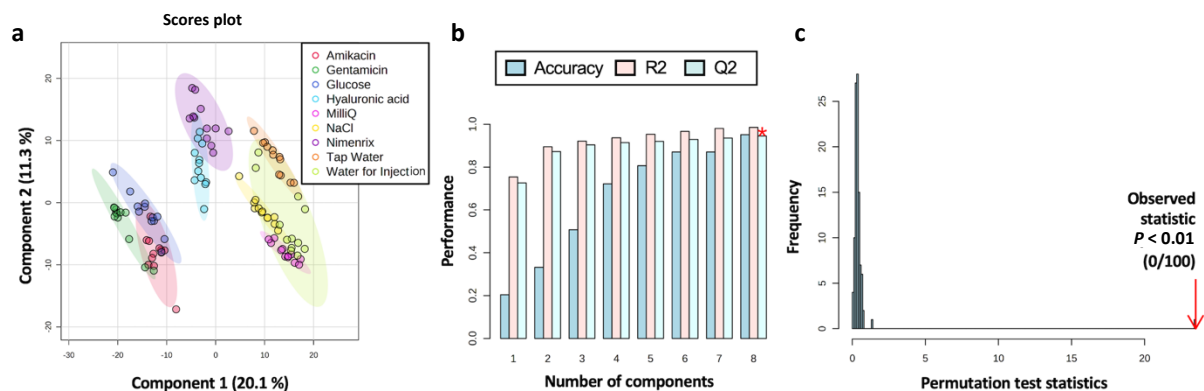 a
Scores plot
Amikacin
Gentamicin
Glucose
Hyaluronic acid
MilliQ
NaCl
Nimenrix
Tap Water
Water for Injection
Component 2 (11.3 %)
20
10
0
-10
-20
-30
-20
-10
0
10
20
Component 1 (20.1 %)
b
Accuracy R2 Q2
Performance
1.0
0.8
0.6
0.4
0.2
0.0
*
1 2 3 4 5 6 7 8
Number of components
c
Frequency
25
20
15
10
5
0
Observed
statistic
P < 0.01
(0/100)
0 5 10 15 20
Permutation test statistics